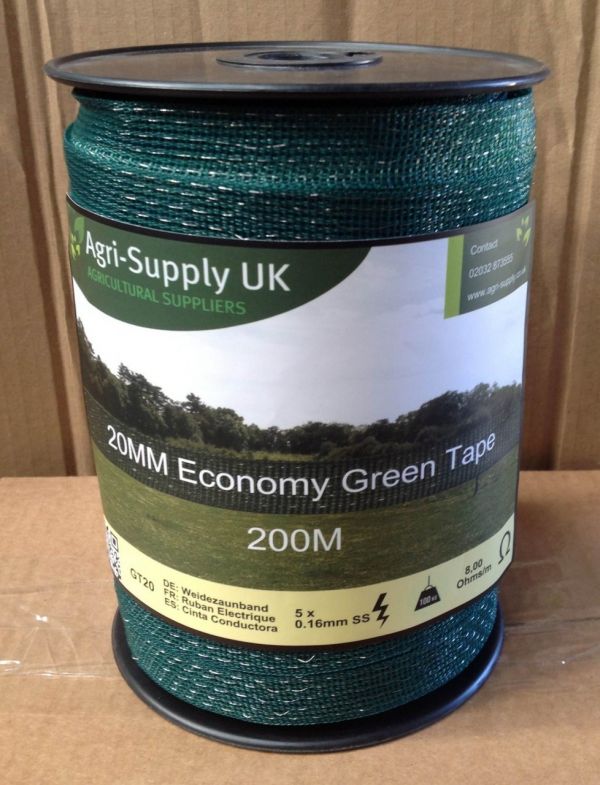 Agri-Supply UK
AGRICULTURAL SUPPLIERS
Contact
02032 873555
www.agri-supply.co.uk
20MM Economy Green Tape
200M
GT20
DE: Weidezaunband
FR: Ruban Electrique
ES: Cinta Conductora
5 x
0.16mm SS
100 KG
8,00
Ohms/m
Ω